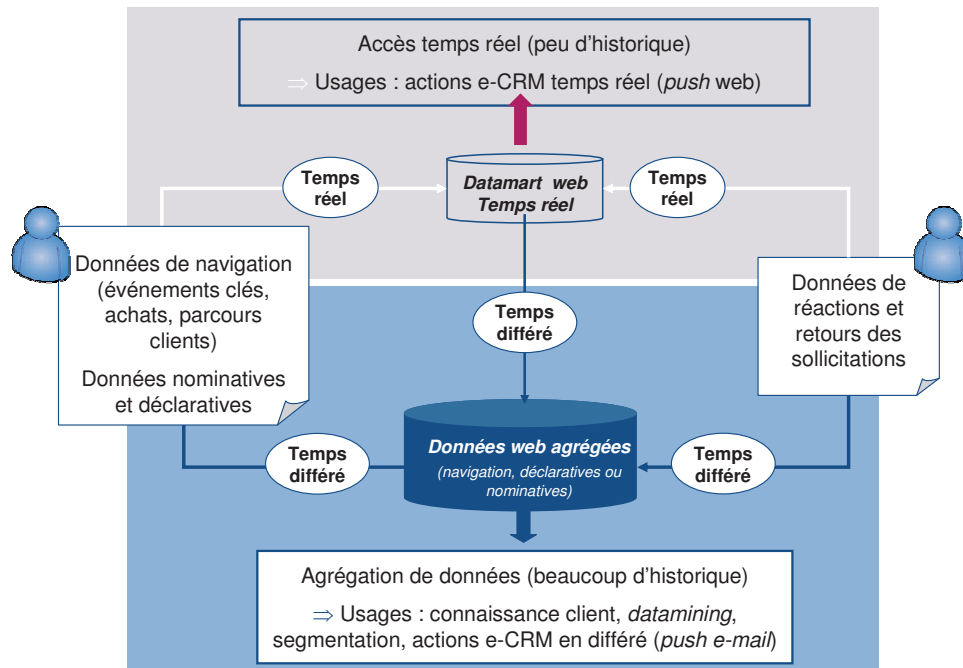 Accès temps réel (peu d'historique)
⇒ Usages : actions e-CRM temps réel (push web)
Temps
réel
Datamart web
Temps réel
Temps
réel
Données de navigation
(événements clés,
achats, parcours
clients)
Données nominatives
et déclaratives
Données de
réactions et
retours des
sollicitations
Temps
différé
Temps
différé
Données web agrégées
(navigation, déclaratives ou
nominatives)
Temps
différé
Agrégation de données (beaucoup d'historique)
⇒ Usages : connaissance client, datamining,
segmentation, actions e-CRM en différé (push e-mail)